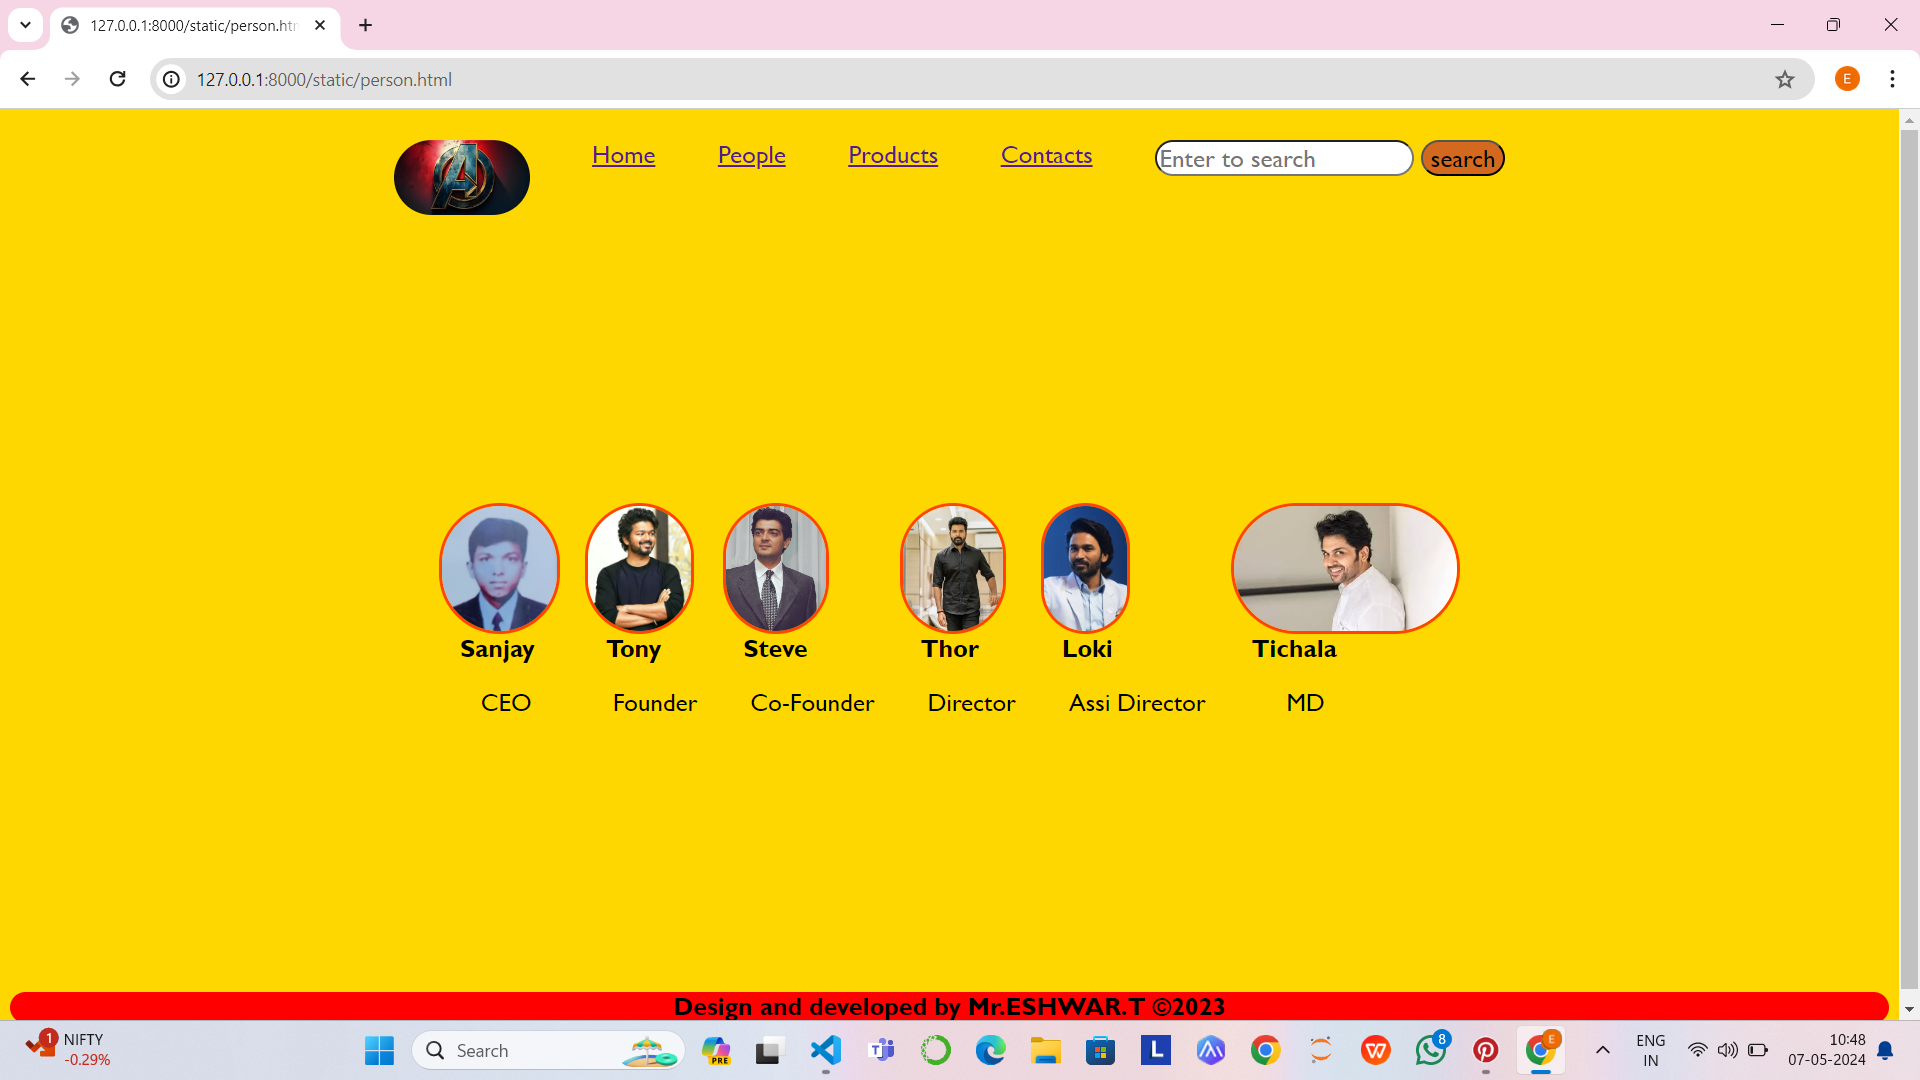 127.0.0.1:8000/static/person.htm
127.0.0.1:8000/static/person.html
E
A
Home People Products Contacts Enter to search search
Sanjay Tony Steve Thor Loki Tichala
CEO Founder Co-Founder Director Assi Director MD
Design and developed by Mr.ESHWAR.T ©2023
1 NIFTY
-0.29%
Search
PRE
T
L
W
8
E
ENG
IN
10:48
07-05-2024